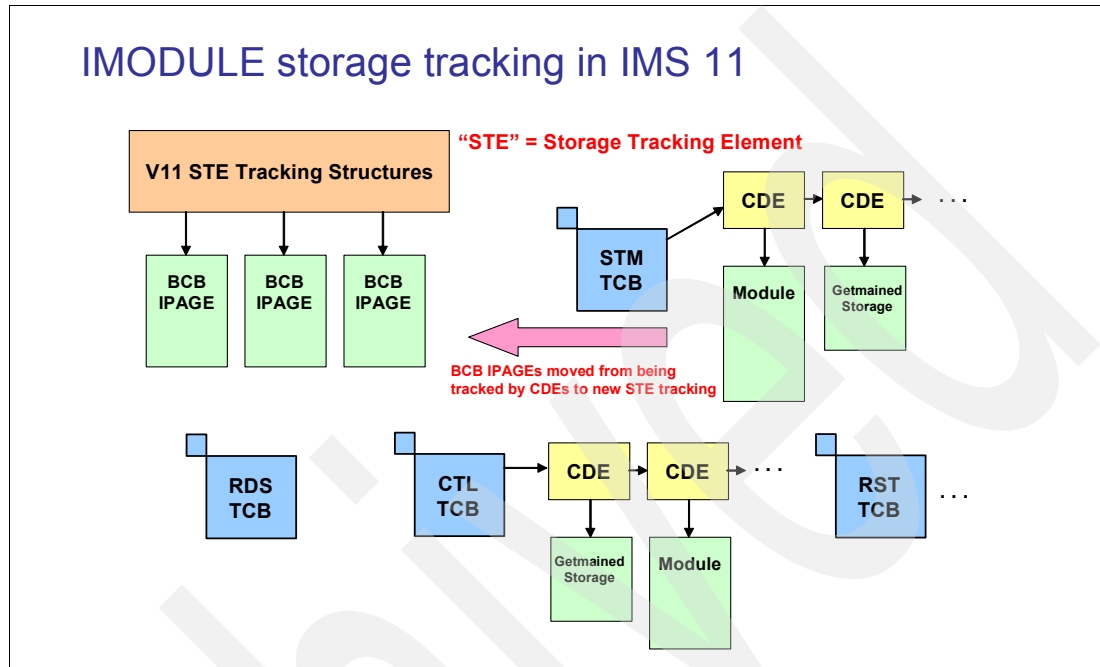 IMODULE storage tracking in IMS 11
“STE” = Storage Tracking Element
V11 STE Tracking Structures
BCB
IPAGE
BCB
IPAGE
BCB
IPAGE
STM
TCB
CDE
CDE
. . .
Module
Getmained
Storage
BCB IPAGEs moved from being
tracked by CDEs to new STE tracking
RDS
TCB
CTL
TCB
CDE
CDE
. . .
Getmained
Storage
Module
RST
TCB
. . .